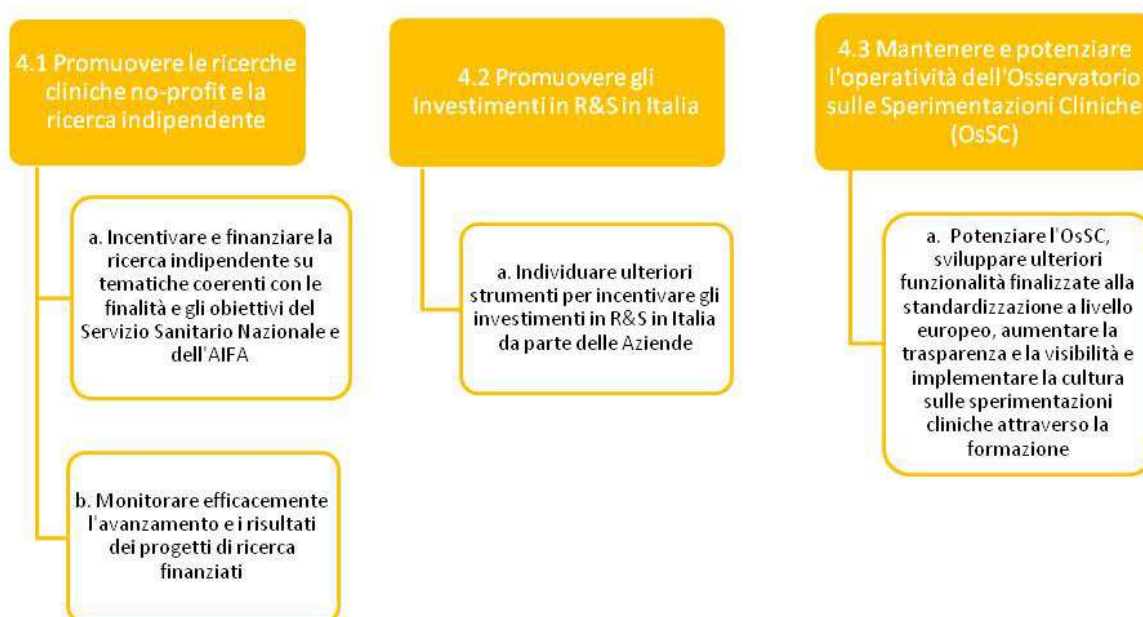 4.1 Promuovere le ricerche
cliniche no-profit e la
ricerca indipendente
a. Incentivare e finanziare la
ricerca indipendente su
tematiche coerenti con le
finalità e gli obiettivi del
Servizio Sanitario Nazionale e
dell'AIFA
b. Monitorare efficacemente
l'avanzamento e i risultati
dei progetti di ricerca
finanziati
4.2 Promuovere gli
Investimenti in R&S in Italia
a. Individuare ulteriori
strumenti per incentivare gli
investimenti in R&S in Italia
da parte delle Aziende
4.3 Mantenere e potenziare
l'operatività dell'Osservatorio
sulle Sperimentazioni Cliniche
(OsSC)
a. Potenziare l'OsSC,
sviluppare ulteriori
funzionalità finalizzate alla
standardizzazione a livello
europeo, aumentare la
trasparenza e la visibilità e
implementare la cultura
sulle sperimentazioni
cliniche attraverso la
formazione